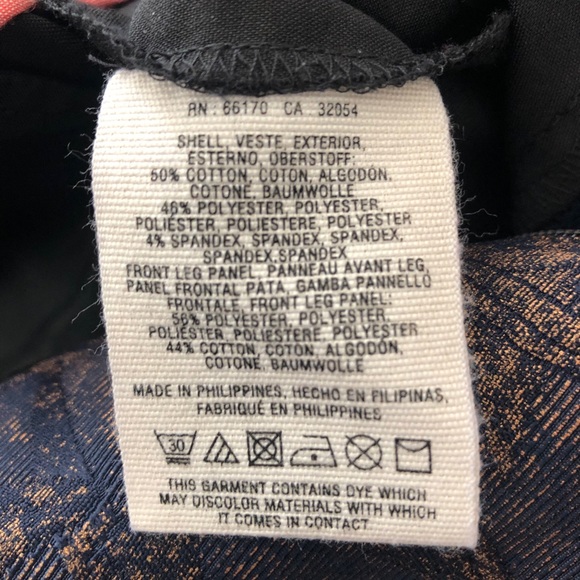 RN : 66170 CA 32054
SHELL, VESTE, EXTERIOR,
ESTERNO, OBERSTOFF:
50% COTTON, COTON, ALGODÓN,
COTONE, BAUMWOLLE
46% POLYESTER, POLYESTER,
POLIÉSTER, POLIESTERE, POLYESTER
4% SPANDEX, SPANDEX, SPANDEX,
SPANDEX,SPANDEX
FRONT LEG PANEL, PANNEAU AVANT LEG,
PANEL FRONTAL PATA, GAMBA PANNELLO
FRONTALE, FRONT LEG PANEL:
56% POLYESTER, POLYESTER,
POLIÉSTER, POLIESTERE, POLYESTER
44% COTTON, COTON, ALGODÓN,
COTONE, BAUMWOLLE
MADE IN PHILIPPINES, HECHO EN FILIPINAS,
FABRIQUÉ EN PHILIPPINES
30
THIS GARMENT CONTAINS DYE WHICH
MAY DISCOLOR MATERIALS WITH WHICH
IT COMES IN CONTACT